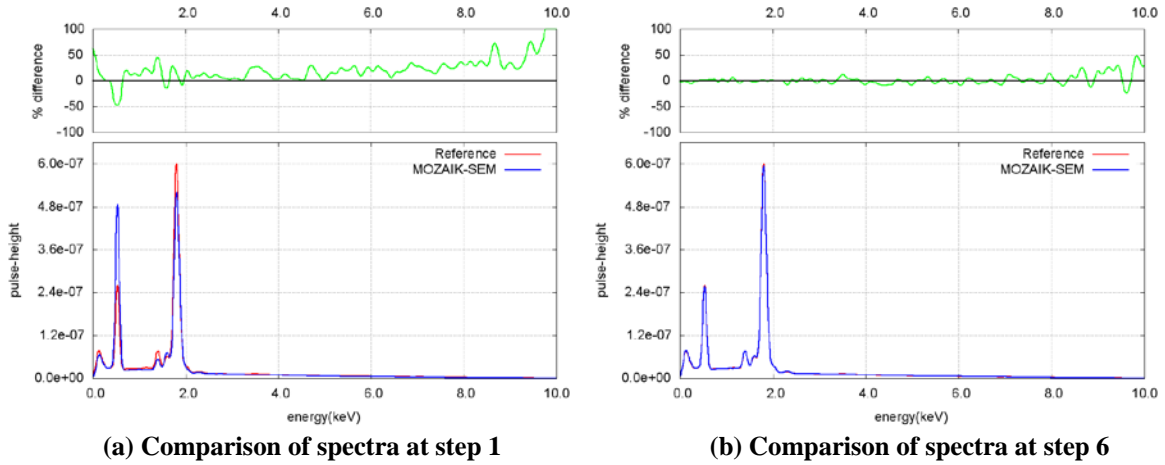 2.0 4.0 6.0 8.0 10.0
100
50
0
-50
-100
% difference
6.0e-07
4.8e-07
3.6e-07
2.4e-07
1.2e-07
0.0e+00
pulse-height
Reference
MOZAIK-SEM
0.0 2.0 4.0 6.0 8.0 10.0
energy(keV)
(a) Comparison of spectra at step 1
2.0 4.0 6.0 8.0 10.0
100
50
0
-50
-100
% difference
6.0e-07
4.8e-07
3.6e-07
2.4e-07
1.2e-07
0.0e+00
pulse-height
Reference
MOZAIK-SEM
0.0 2.0 4.0 6.0 8.0 10.0
energy(keV)
(b) Comparison of spectra at step 6